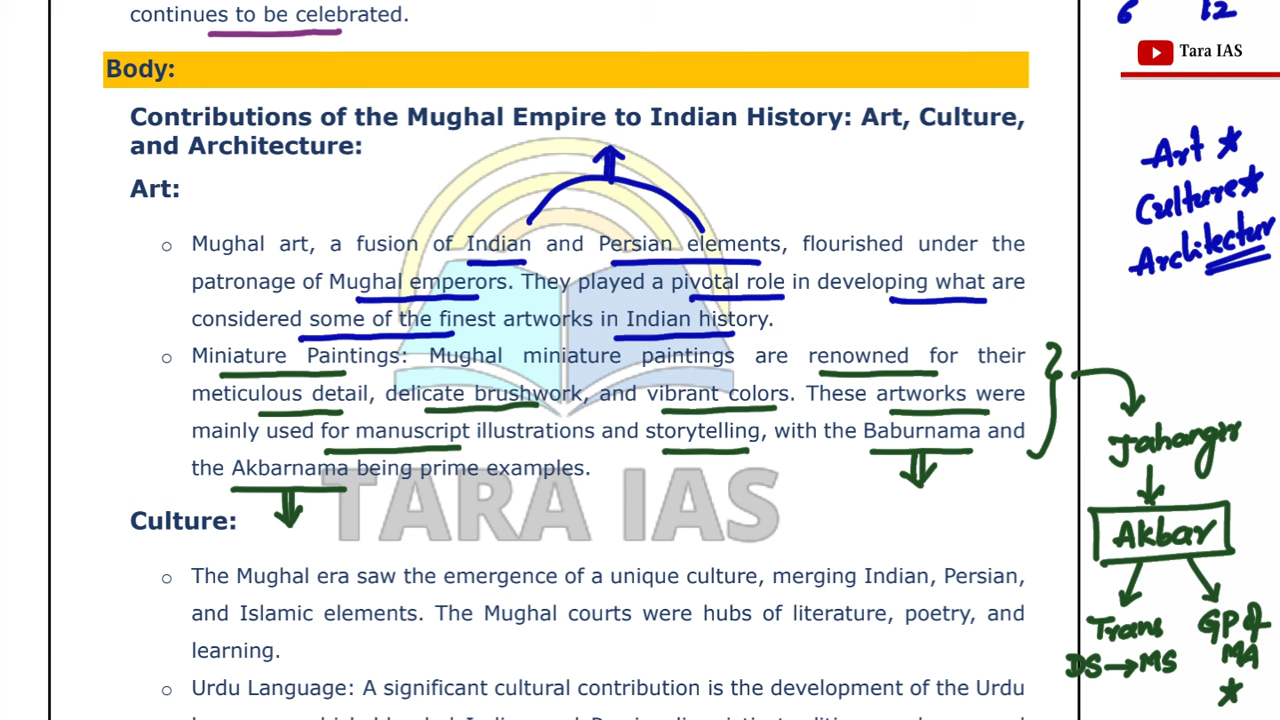 continues to be celebrated.
6 12
Tara IAS
Body:
Contributions of the Mughal Empire to Indian History: Art, Culture,
and Architecture:
Art:
o Mughal art, a fusion of Indian and Persian elements, flourished under the
patronage of Mughal emperors. They played a pivotal role in developing what are
considered some of the finest artworks in Indian history.
o Miniature Paintings: Mughal miniature paintings are renowned for their
meticulous detail, delicate brushwork, and vibrant colors. These artworks were
mainly used for manuscript illustrations and storytelling, with the Baburnama and
the Akbarnama being prime examples.
TARA IAS
Culture:
o The Mughal era saw the emergence of a unique culture, merging Indian, Persian,
and Islamic elements. The Mughal courts were hubs of literature, poetry, and
learning.
o Urdu Language: A significant cultural contribution is the development of the Urdu
Art
Culture
Architectur
Jahangir
Akbar
Trans
DS → MS
GP of
MA